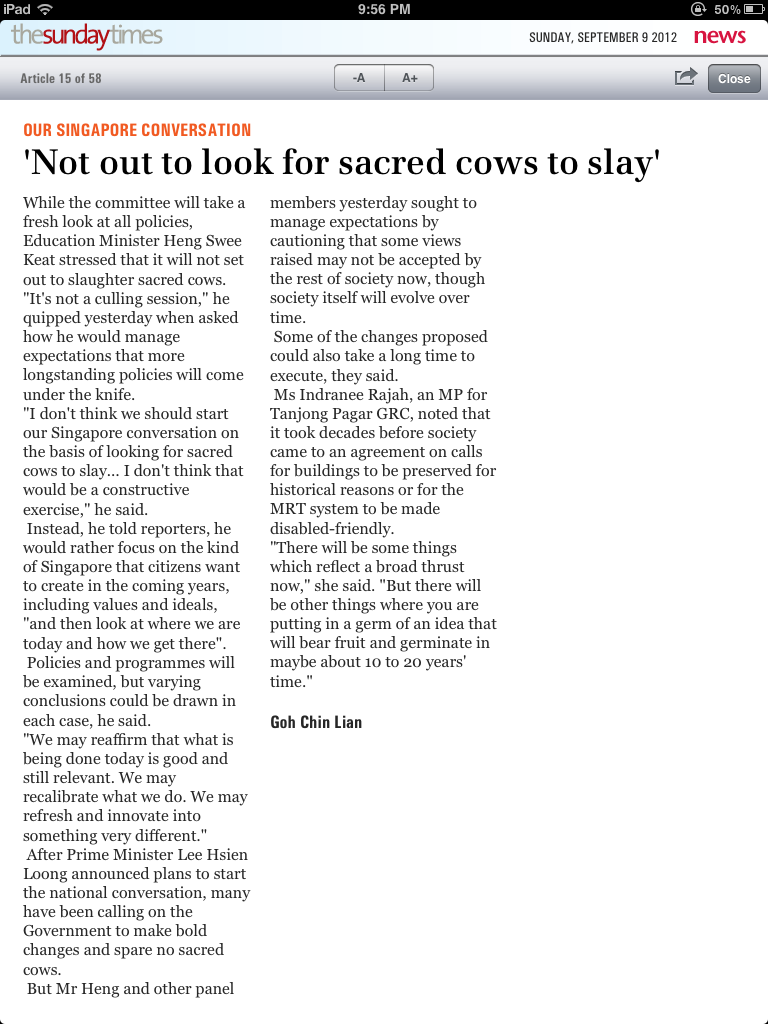 iPad
9:56 PM
50%
thesundaytimes
SUNDAY, SEPTEMBER 9 2012
news
Article 15 of 58
-A
A+
Close
OUR SINGAPORE CONVERSATION
'Not out to look for sacred cows to slay'
While the committee will take a
fresh look at all policies,
Education Minister Heng Swee
Keat stressed that it will not set
out to slaughter sacred cows.
"It's not a culling session," he
quipped yesterday when asked
how he would manage
expectations that more
longstanding policies will come
under the knife.
"I don't think we should start
our Singapore conversation on
the basis of looking for sacred
cows to slay... I don't think that
would be a constructive
exercise," he said.
Instead, he told reporters, he
would rather focus on the kind
of Singapore that citizens want
to create in the coming years,
including values and ideals,
"and then look at where we are
today and how we get there".
Policies and programmes will
be examined, but varying
conclusions could be drawn in
each case, he said.
"We may reaffirm that what is
being done today is good and
still relevant. We may
recalibrate what we do. We may
refresh and innovate into
something very different."
After Prime Minister Lee Hsien
Loong announced plans to start
the national conversation, many
have been calling on the
Government to make bold
changes and spare no sacred
cows.
But Mr Heng and other panel
members yesterday sought to
manage expectations by
cautioning that some views
raised may not be accepted by
the rest of society now, though
society itself will evolve over
time.
Some of the changes proposed
could also take a long time to
execute, they said.
Ms Indranee Rajah, an MP for
Tanjong Pagar GRC, noted that
it took decades before society
came to an agreement on calls
for buildings to be preserved for
historical reasons or for the
MRT system to be made
disabled-friendly.
"There will be some things
which reflect a broad thrust
now," she said. "But there will
be other things where you are
putting in a germ of an idea that
will bear fruit and germinate in
maybe about 10 to 20 years'
time."
Goh Chin Lian